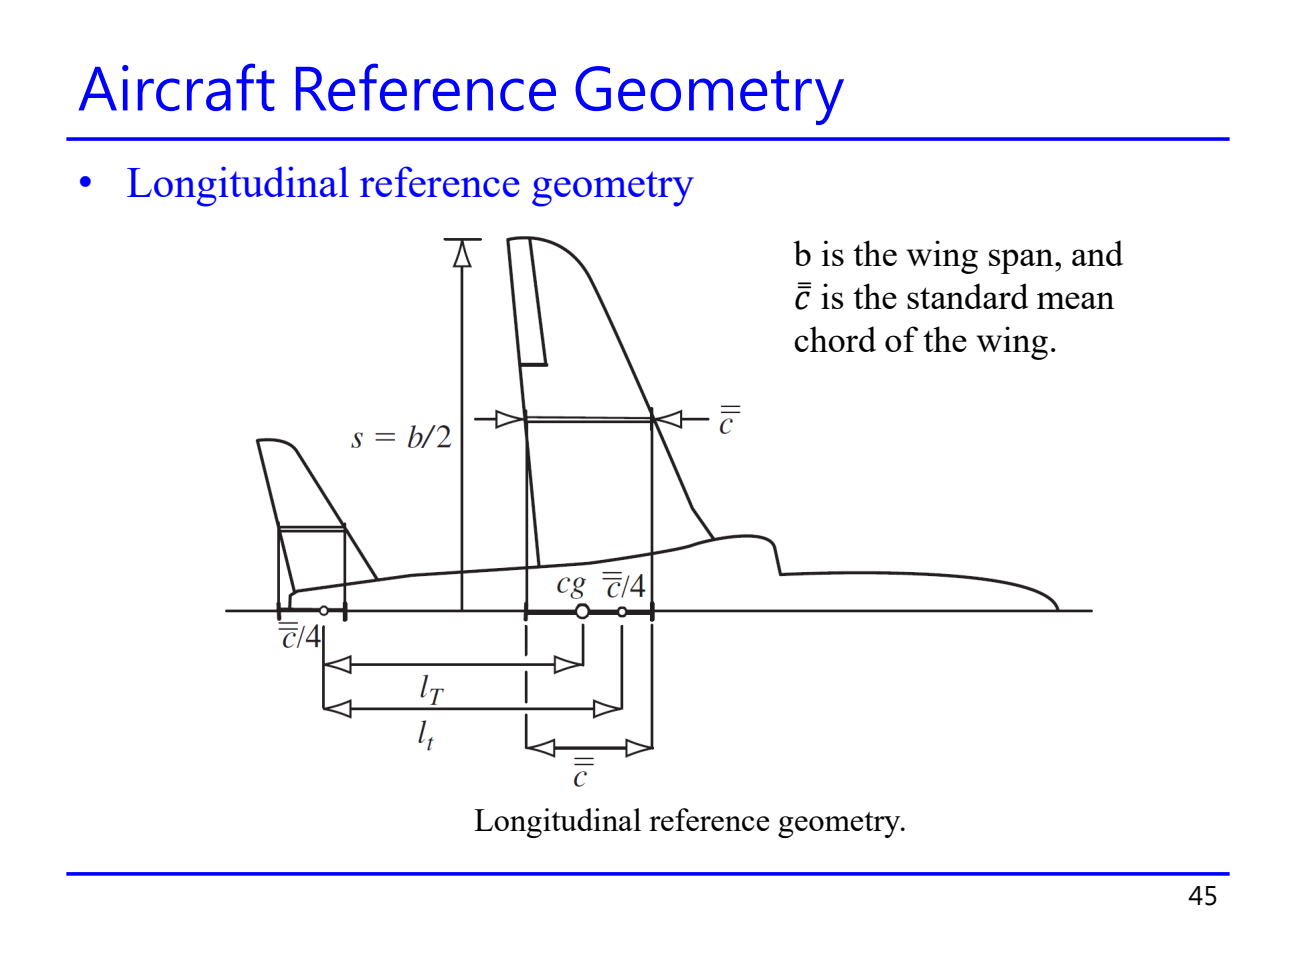 Aircraft Reference Geometry
• Longitudinal reference geometry
b is the wing span, and
c̿ is the standard mean
chord of the wing.
s = b/2
c̿
cg
c̿/4
c̿/4
l_T
l_t
c̿
Longitudinal reference geometry.
45